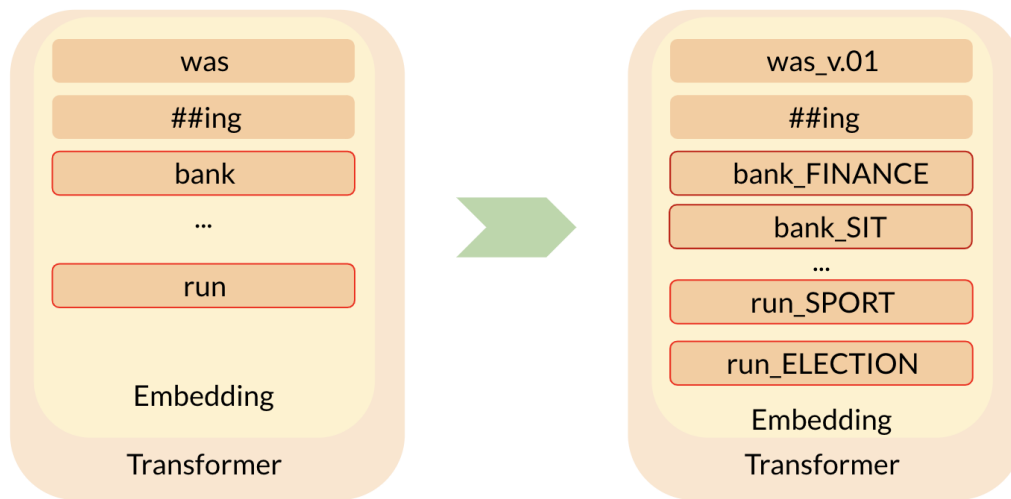 was
##ing
bank
...
run
Embedding
Transformer
was_v.01
##ing
bank_FINANCE
bank_SIT
...
run_SPORT
run_ELECTION
Embedding
Transformer